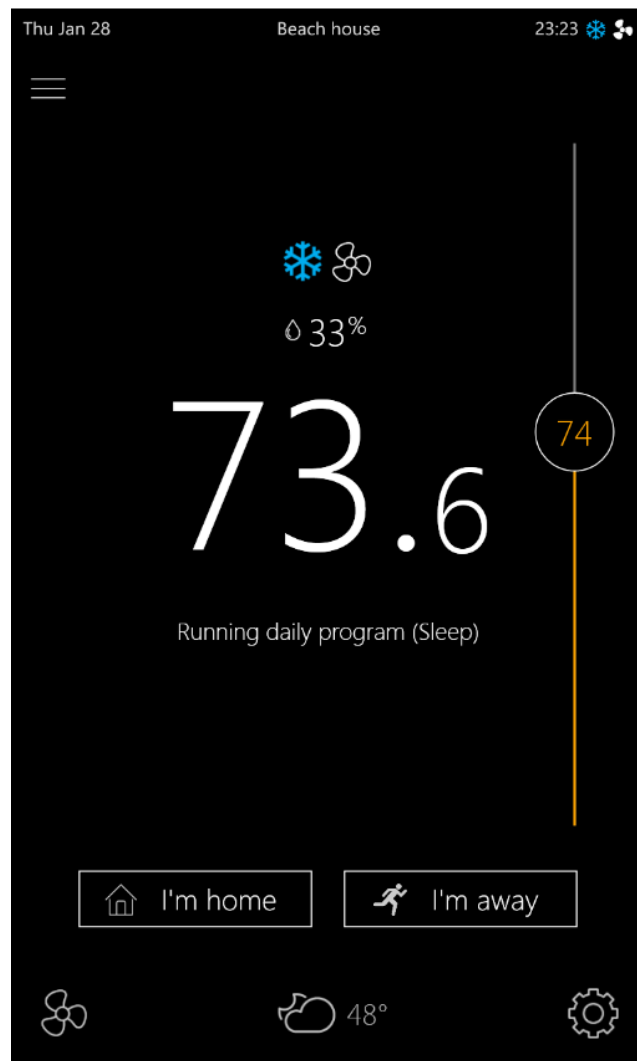 Thu Jan 28 Beach house 23:23
33%
73.6
74
Running daily program (Sleep)
I'm home I'm away
48°